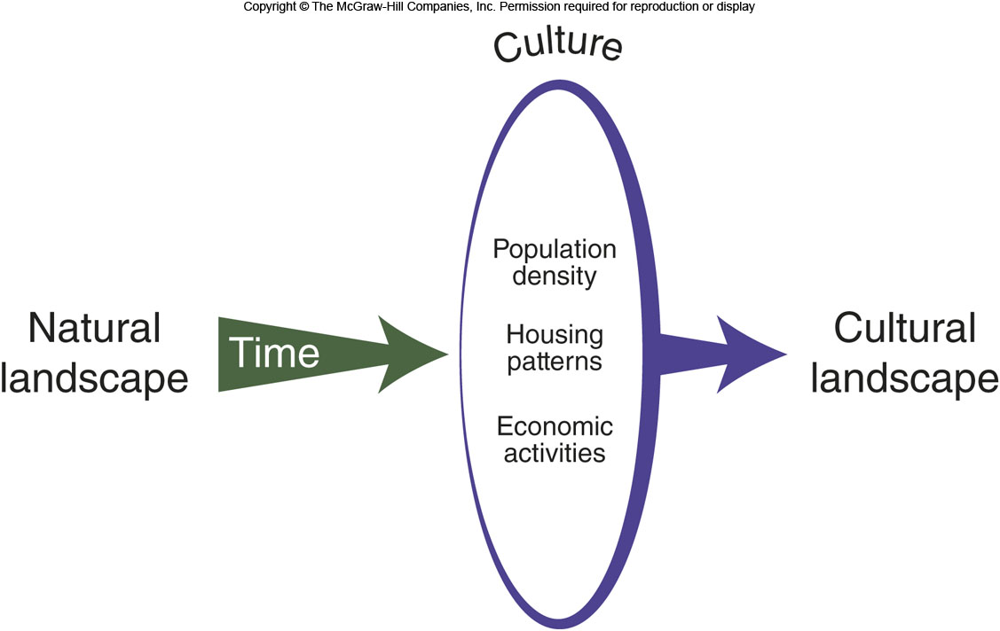 Copyright © The McGraw-Hill Companies, Inc. Permission required for reproduction or display
Culture
Population
density
Housing
patterns
Economic
activities
Natural
landscape
Time
Cultural
landscape